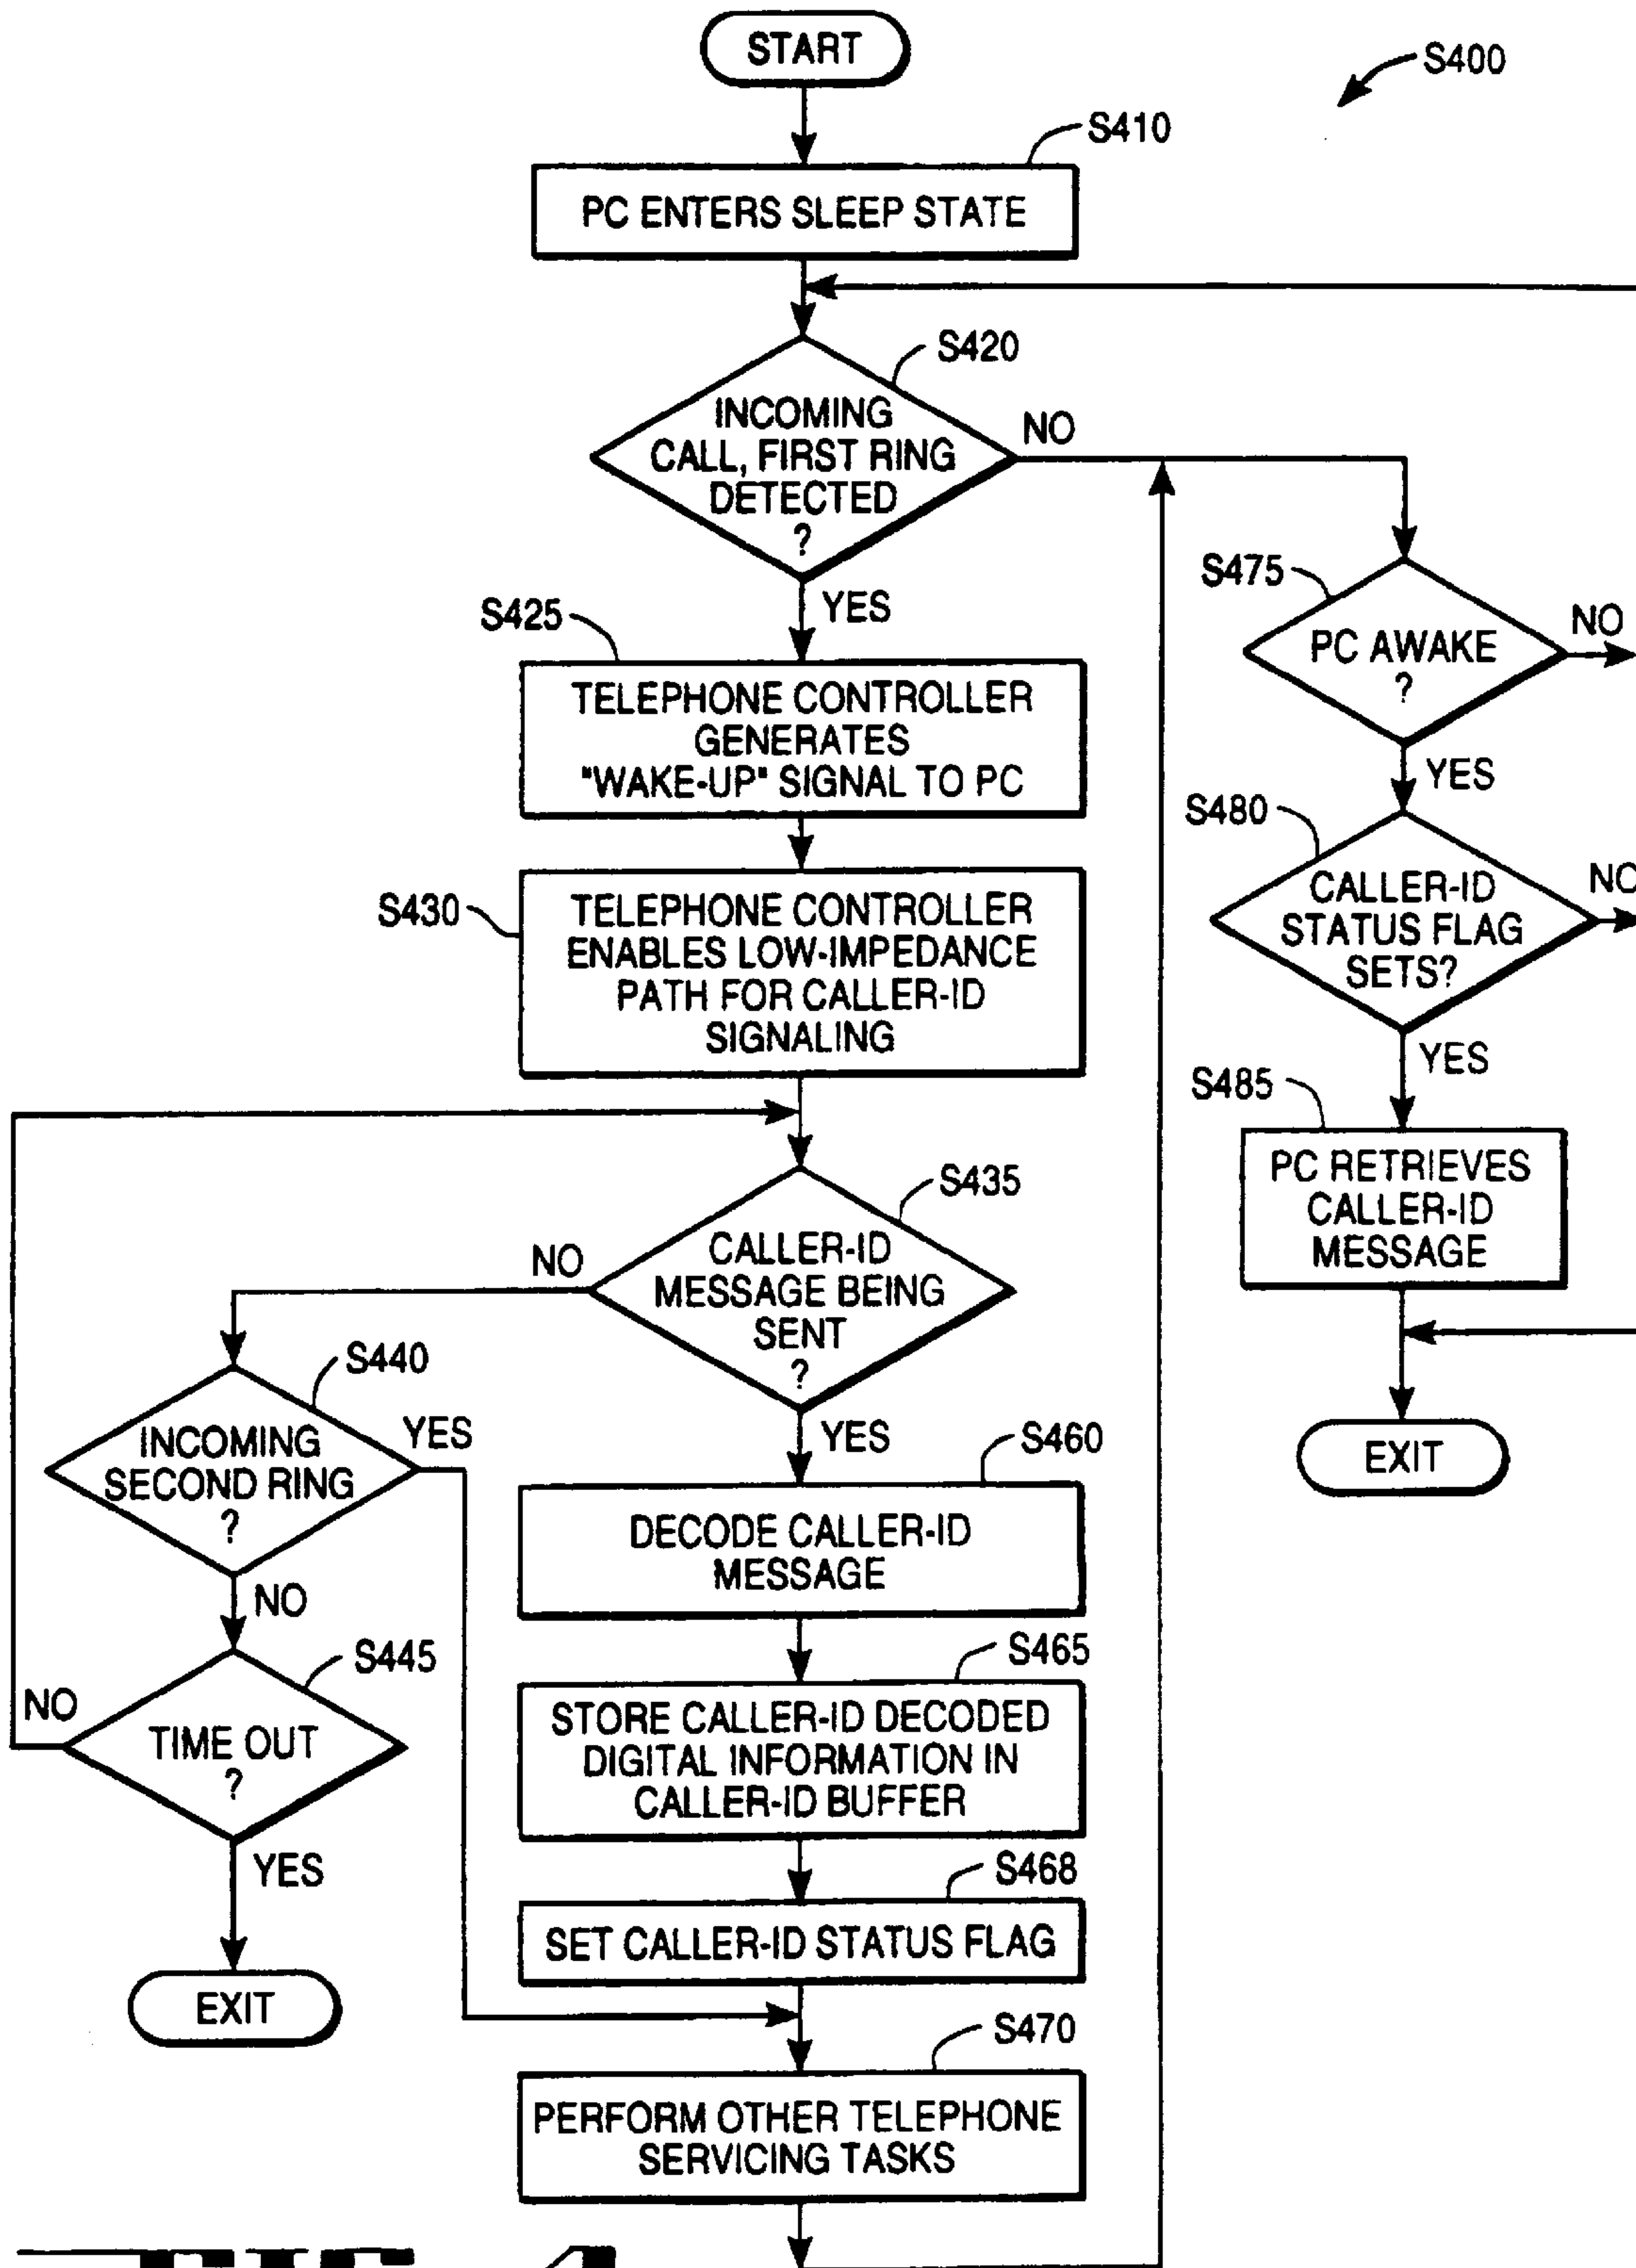 START
S400
S410
PC ENTERS SLEEP STATE
S420
INCOMING
CALL, FIRST RING
DETECTED
?
NO
YES
S425
TELEPHONE CONTROLLER
GENERATES
"WAKE-UP" SIGNAL TO PC
S430
TELEPHONE CONTROLLER
ENABLES LOW-IMPEDANCE
PATH FOR CALLER-ID
SIGNALING
S435
CALLER-ID
MESSAGE BEING
SENT
?
NO
YES
S440
INCOMING
SECOND RING
?
YES
NO
S445
TIME OUT
?
NO
YES
EXIT
S460
DECODE CALLER-ID
MESSAGE
S465
STORE CALLER-ID DECODED
DIGITAL INFORMATION IN
CALLER-ID BUFFER
S468
SET CALLER-ID STATUS FLAG
S470
PERFORM OTHER TELEPHONE
SERVICING TASKS
S475
PC AWAKE
?
NO
YES
S480
CALLER-ID
STATUS FLAG
SETS?
NO
YES
S485
PC RETRIEVES
CALLER-ID
MESSAGE
EXIT